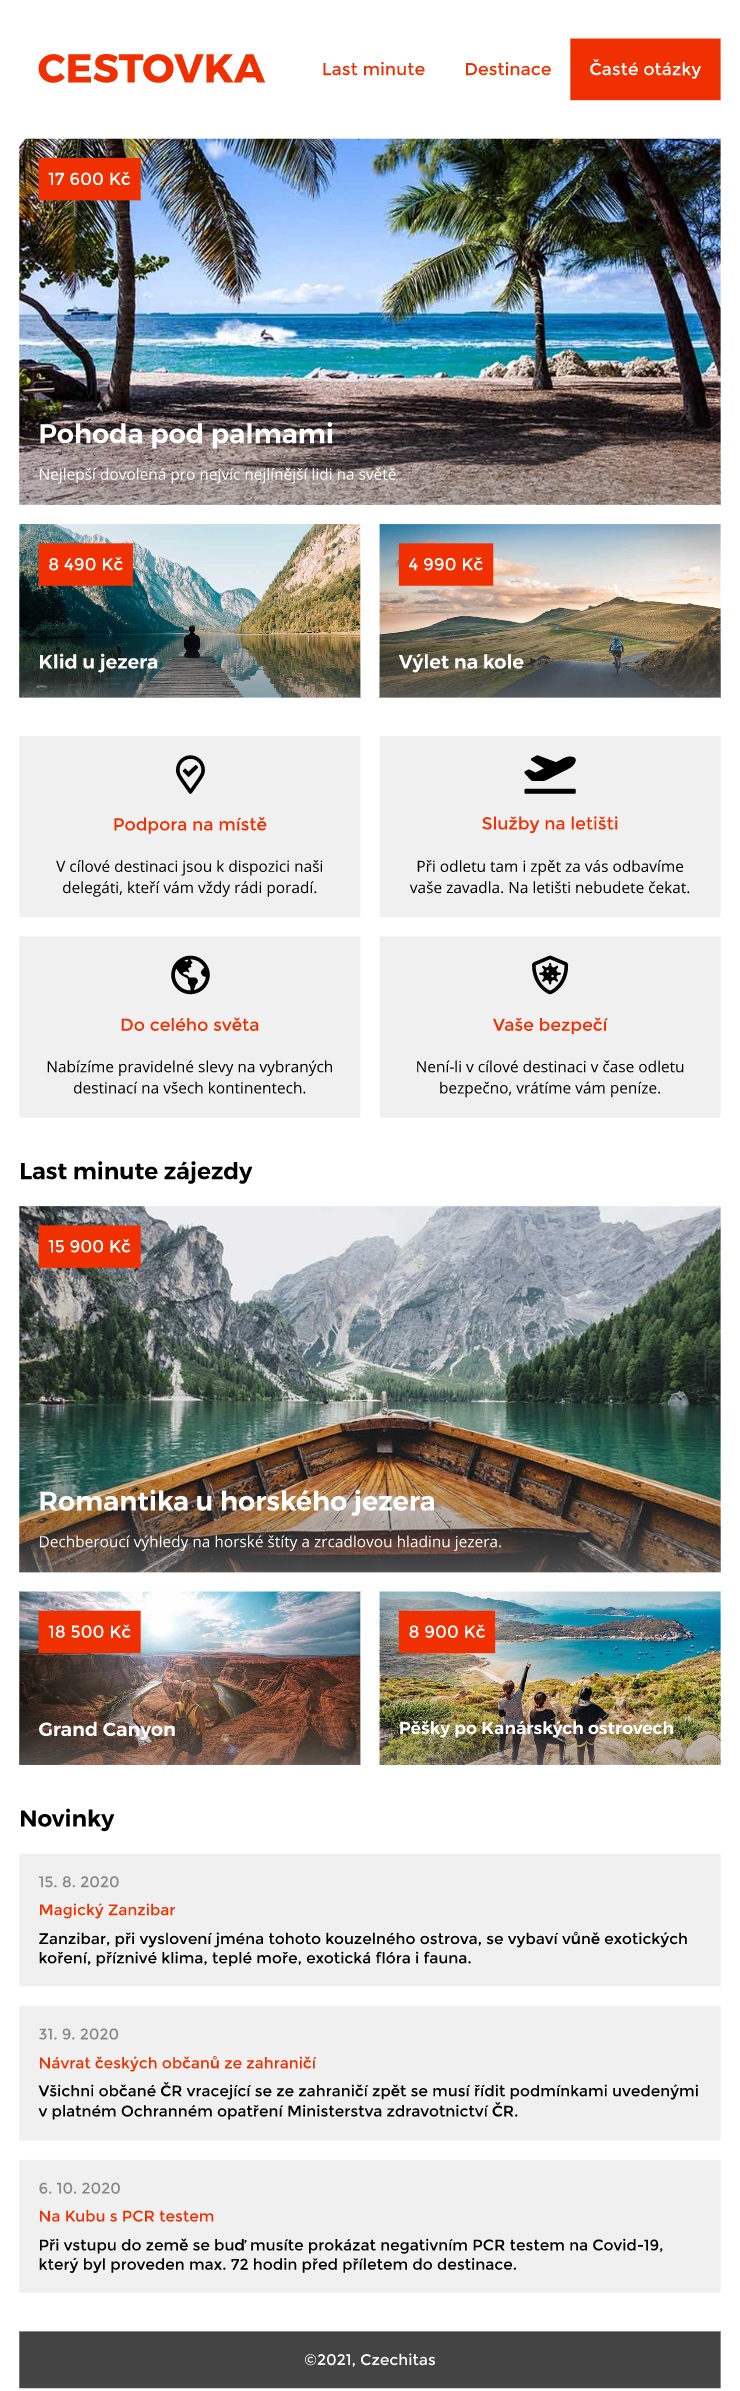 CESTOVKA
Last minute
Destinace
Časté otázky
17 600 Kč
Pohoda pod palmami
Nejlepší dovolená pro nejvíc nejlínější lidi na světě
8 490 Kč
Klid u jezera
4 990 Kč
Výlet na kole
Podpora na místě
V cílové destinaci jsou k dispozici naši
delegáti, kteří vám vždy rádi poradí.
Služby na letišti
Při odletu tam i zpět za vás odbavíme
vaše zavadla. Na letišti nebudete čekat.
Do celého světa
Nabízíme pravidelné slevy na vybraných
destinací na všech kontinentech.
Vaše bezpečí
Není-li v cílové destinaci v čase odletu
bezpečno, vrátíme vám peníze.
Last minute zájezdy
15 900 Kč
Romantika u horského jezera
Dechberoucí výhledy na horské štíty a zrcadlovou hladinu jezera.
18 500 Kč
Grand Canyon
8 900 Kč
Pěšky po Kanárských ostrovech
Novinky
15. 8. 2020
Magický Zanzibar
Zanzibar, při vyslovení jména tohoto kouzelného ostrova, se vybaví vůně exotických
koření, příznivé klima, teplé moře, exotická flóra i fauna.
31. 9. 2020
Návrat českých občanů ze zahraničí
Všichni občané ČR vracející se ze zahraničí zpět se musí řídit podmínkami uvedenými
v platném Ochranném opatření Ministerstva zdravotnictví ČR.
6. 10. 2020
Na Kubu s PCR testem
Při vstupu do země se buď musíte prokázat negativním PCR testem na Covid-19,
který byl proveden max. 72 hodin před příletem do destinace.
©2021, Czechitas